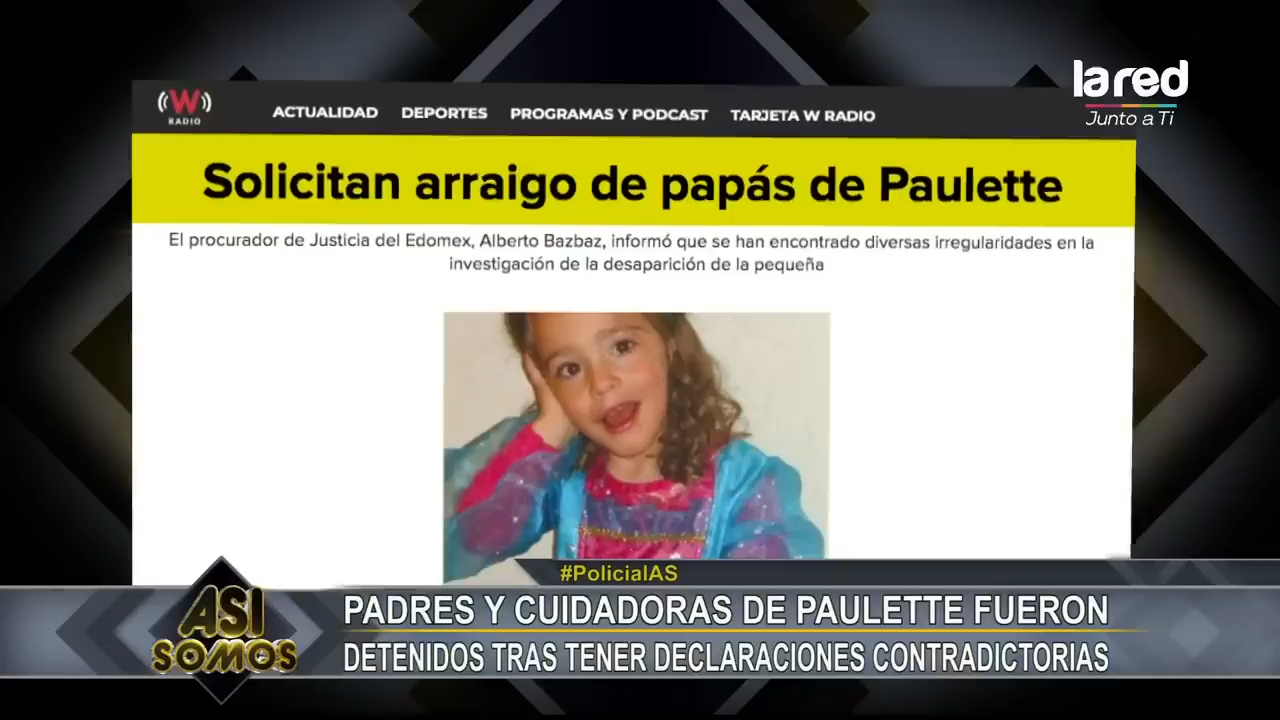 W
RADIO
ACTUALIDAD DEPORTES PROGRAMAS Y PODCAST TARJETA W RADIO
lared
Junto a Ti
Solicitan arraigo de papás de Paulette
El procurador de Justicia del Edomex, Alberto Bazbaz, informó que se han encontrado diversas irregularidades en la
investigación de la desaparición de la pequeña
#PolicialAS
ASI
SOMOS
PADRES Y CUIDADORAS DE PAULETTE FUERON
DETENIDOS TRAS TENER DECLARACIONES CONTRADICTORIAS